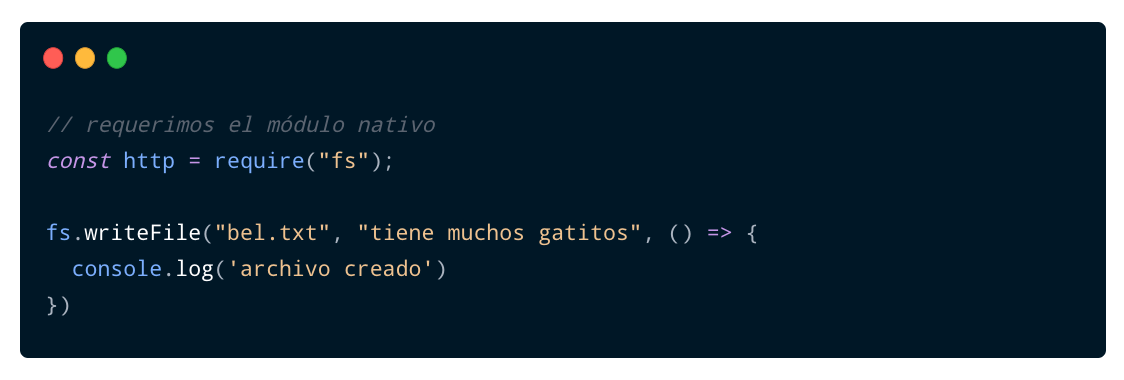 // requerimos el módulo nativo
const http = require("fs");
fs.writeFile("bel.txt", "tiene muchos gatitos", () => {
  console.log('archivo creado')
})